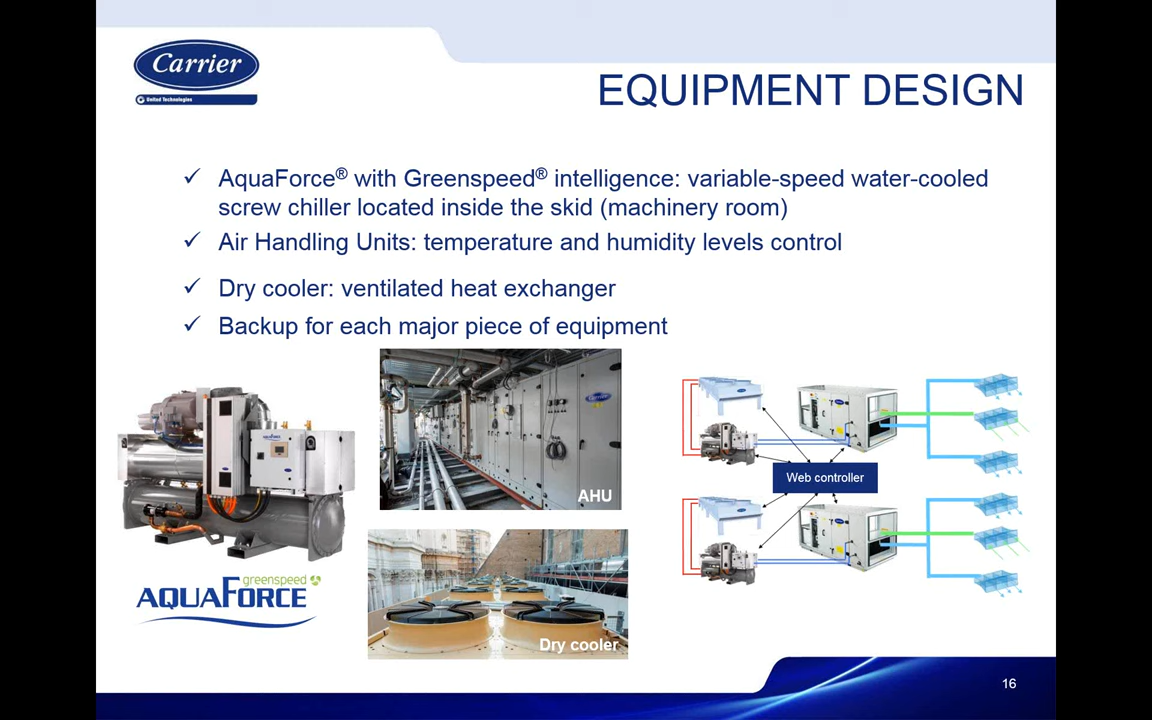 Carrier
United Technologies
EQUIPMENT DESIGN
✓ AquaForce® with Greenspeed® intelligence: variable-speed water-cooled
screw chiller located inside the skid (machinery room)
✓ Air Handling Units: temperature and humidity levels control
✓ Dry cooler: ventilated heat exchanger
✓ Backup for each major piece of equipment
AHU
Dry cooler
greenspeed
AQUAFORCE
Web controller
16